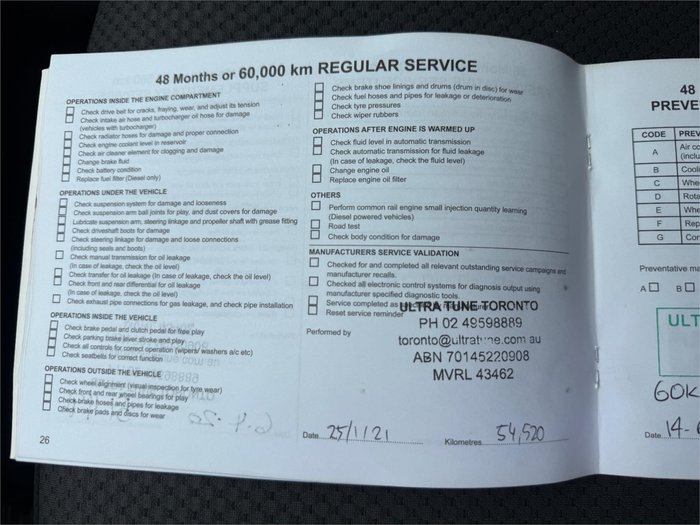 48 Months or 60,000 km REGULAR SERVICE
OPERATIONS INSIDE THE ENGINE COMPARTMENT
Check drive belt for cracks, fraying, wear, and adjust its tension
Check intake air hose and turbocharger oil hose for damage
(vehicles with turbocharger)
Check radiator hoses for damage and proper connection
Check engine coolant level in reservoir
Check air cleaner element for clogging and damage
Change brake fluid
Check battery condition
Replace fuel filter (Diesel only)
OPERATIONS UNDER THE VEHICLE
Check suspension system for damage and looseness
Check suspension arm ball joints for play, and dust covers for damage
Lubricate suspension arm, steering linkage and propeller shaft with grease fitting
Check driveshaft boots for damage
Check steering linkage for damage and loose connections
(including seals and boots)
Check manual transmission for oil leakage
(In case of leakage, check the oil level)
Check transfer for oil leakage (In case of leakage, check the oil level)
Check front and rear differential for oil leakage
(In case of leakage, check the oil level)
Check exhaust pipe connections for gas leakage, and check pipe installation
OPERATIONS INSIDE THE VEHICLE
Check brake pedal and clutch pedal for free play
Check parking brake lever stroke and play
Check all controls for correct operation (wipers/ washers a/c etc)
Check seatbelts for correct function
OPERATIONS OUTSIDE THE VEHICLE
Check wheel alignment (visual inspection for tyre wear)
Check front and rear wheel bearings for play
Check brake hoses and pipes for leakage
Check brake pads and discs for wear
26
Check brake shoe linings and drums (drum in disc) for wear
Check fuel hoses and pipes for leakage or deterioration
Check tyre pressures
Check wiper rubbers
OPERATIONS AFTER ENGINE IS WARMED UP
Check fluid level in automatic transmission
Check automatic transmission for fluid leakage
(In case of leakage, check the fluid level)
Change engine oil
Replace engine oil filter
OTHERS
Perform common rail engine small injection quantity learning
(Diesel powered vehicles)
Road test
Check body condition for damage
MANUFACTURERS SERVICE VALIDATION
Checked for and completed all relevant outstanding service campaigns and
manufacturer recalls.
Checked all electronic control systems for diagnosis output using
manufacturer specified diagnostic tools.
Service completed as
Reset service reminder
ULTRA TUNE TORONTO
Performed by
PH 02 49598889
toronto@ultratune.com au
ABN 70145220908
MVRL 43462
Date 25/11/21 Kilometres 54,520
48
PREVE
CODE PREV
A Air co
(inclu
B Cooli
C Whe
D Rota
E Whe
F Rep
G Con
Preventative m
A B
ULT
60K
Date 14-6